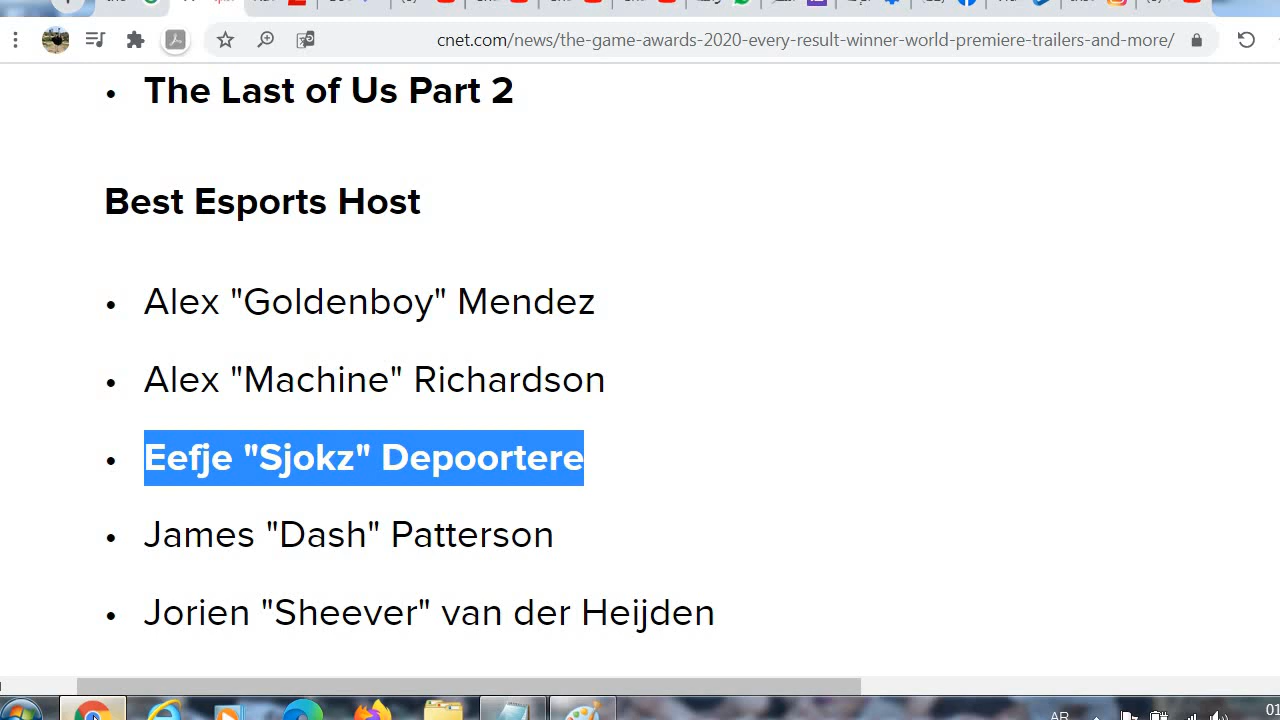 cnet.com/news/the-game-awards-2020-every-result-winner-world-premiere-trailers-and-more/
• The Last of Us Part 2
Best Esports Host
• Alex "Goldenboy" Mendez
• Alex "Machine" Richardson
• Eefje "Sjokz" Depoortere
• James "Dash" Patterson
• Jorien "Sheever" van der Heijden
AR